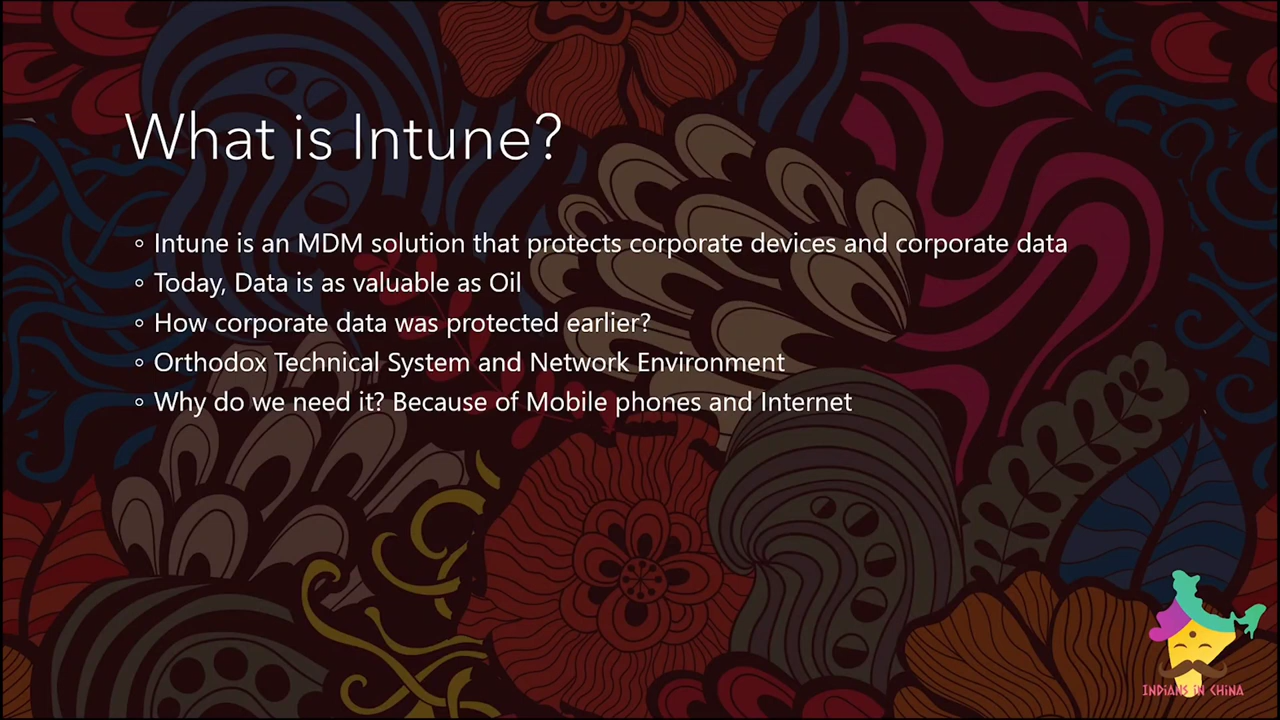 What is Intune?
◦ Intune is an MDM solution that protects corporate devices and corporate data
◦ Today, Data is as valuable as Oil
◦ How corporate data was protected earlier?
◦ Orthodox Technical System and Network Environment
◦ Why do we need it? Because of Mobile phones and Internet
INDIANS IN CHINA